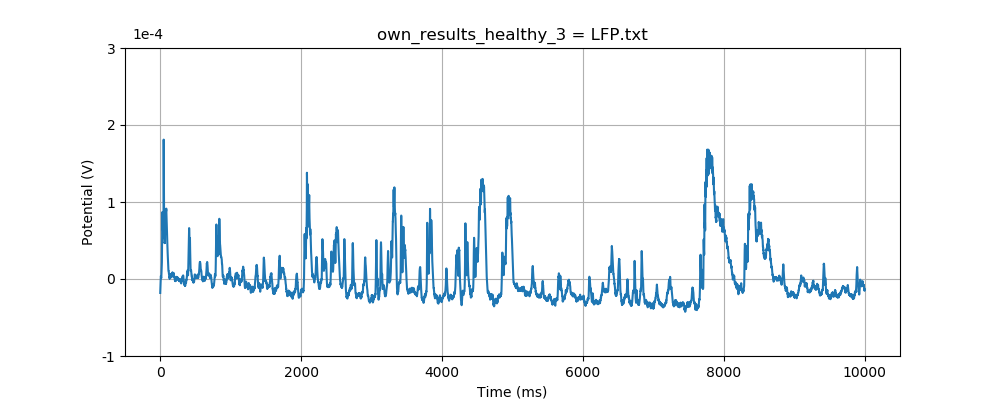 own_results_healthy_3 = LFP.txt
1e-4
3
2
1
0
-1
Potential (V)
0 2000 4000 6000 8000 10000
Time (ms)